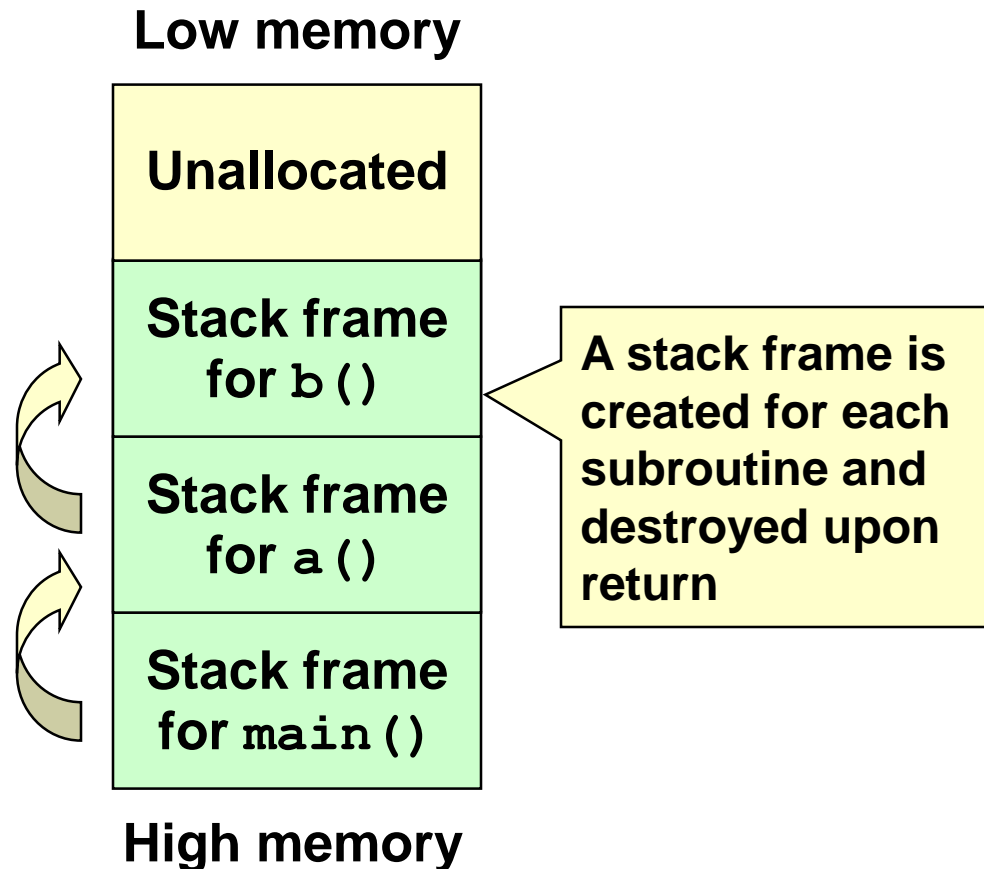 Low memory
Unallocated
Stack frame
for b()
A stack frame is
created for each
subroutine and
destroyed upon
return
Stack frame
for a()
Stack frame
for main()
High memory